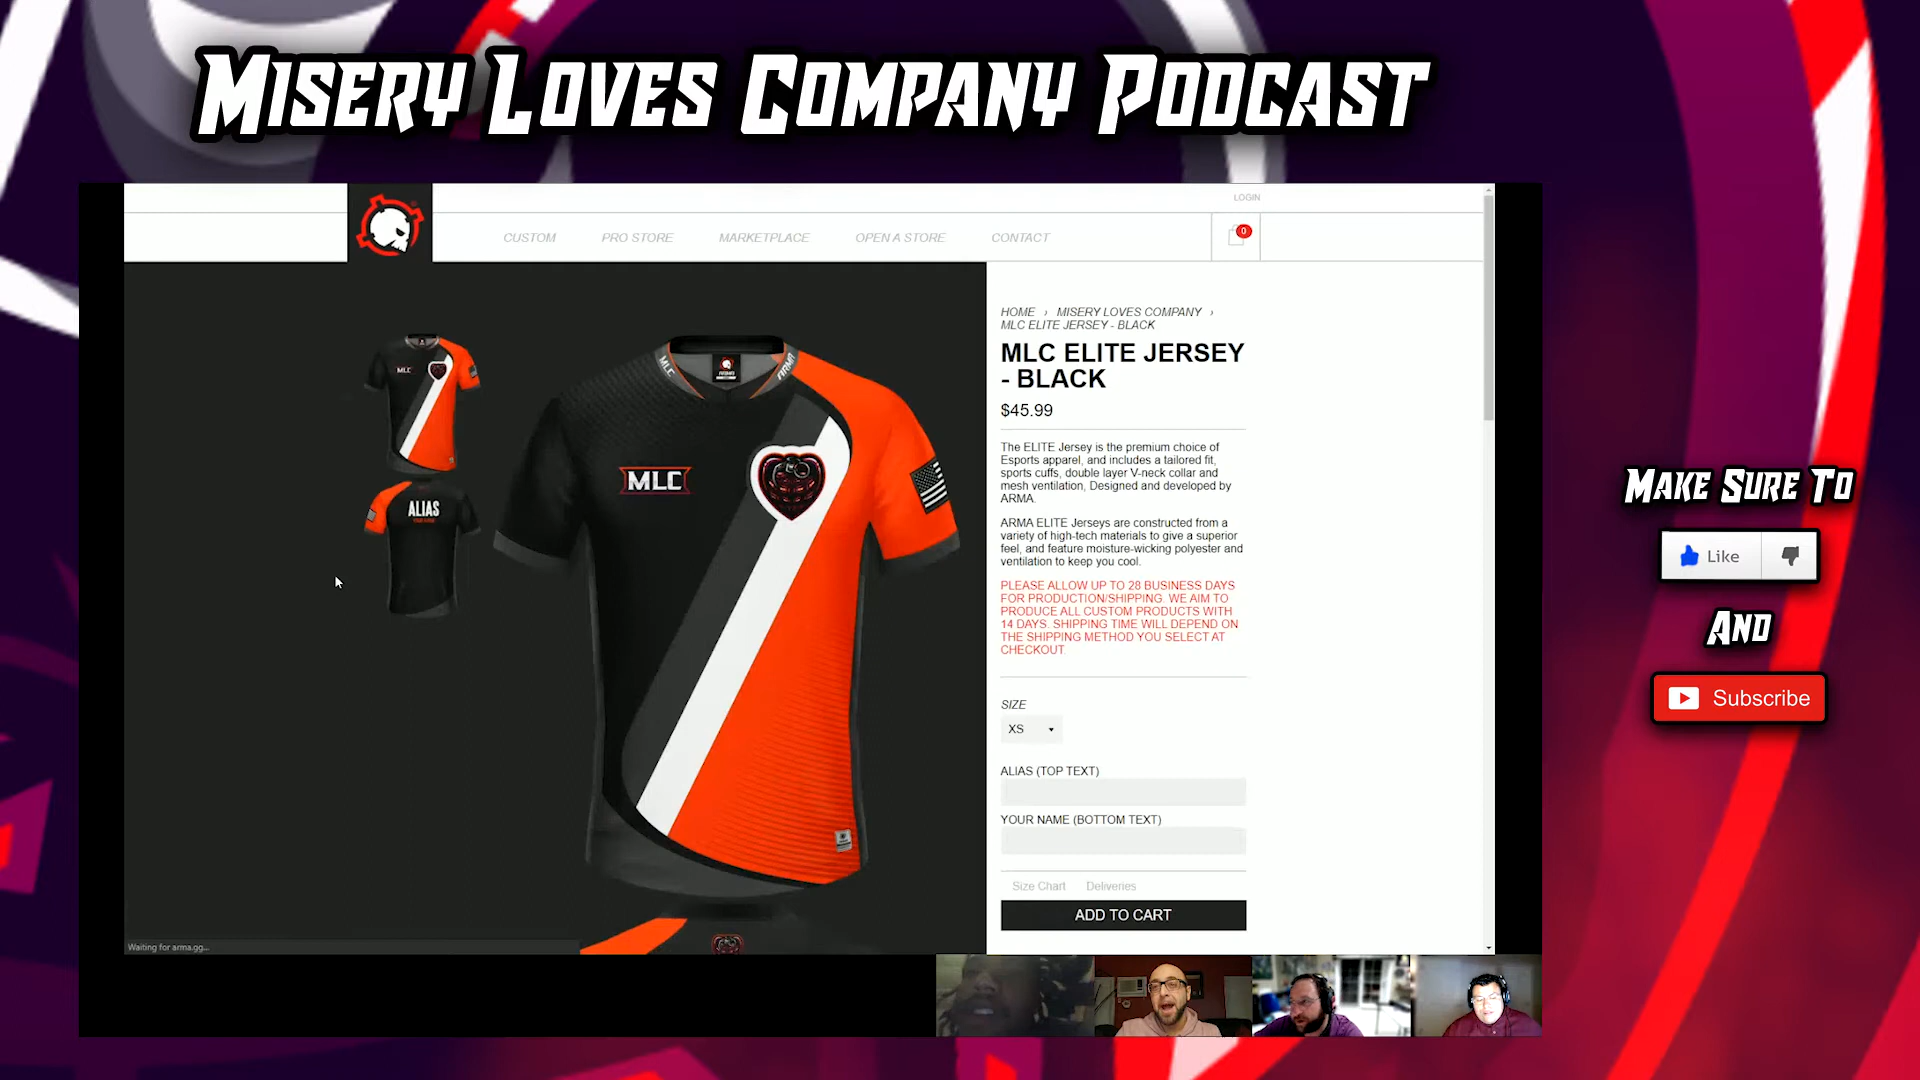 MISERY LOVES COMPANY PODCAST
LOGIN
CUSTOM PRO STORE MARKETPLACE OPEN A STORE CONTACT
0
HOME › MISERY LOVES COMPANY ›
MLC ELITE JERSEY - BLACK
MLC ELITE JERSEY
- BLACK
$45.99
The ELITE Jersey is the premium choice of
Esports apparel, and includes a tailored fit,
sports cuffs, double layer V-neck collar and
mesh ventilation, Designed and developed by
ARMA.
ARMA ELITE Jerseys are constructed from a
variety of high-tech materials to give a superior
feel, and feature moisture-wicking polyester and
ventilation to keep you cool.
PLEASE ALLOW UP TO 28 BUSINESS DAYS
FOR PRODUCTION/SHIPPING. WE AIM TO
PRODUCE ALL CUSTOM PRODUCTS WITH
14 DAYS. SHIPPING TIME WILL DEPEND ON
THE SHIPPING METHOD YOU SELECT AT
CHECKOUT.
SIZE
XS
ALIAS (TOP TEXT)
YOUR NAME (BOTTOM TEXT)
Size Chart Deliveries
ADD TO CART
MLC
ALIAS
MLC
ARMA
MLC
Waiting for arma.gg...
MAKE SURE TO
Like
AND
Subscribe